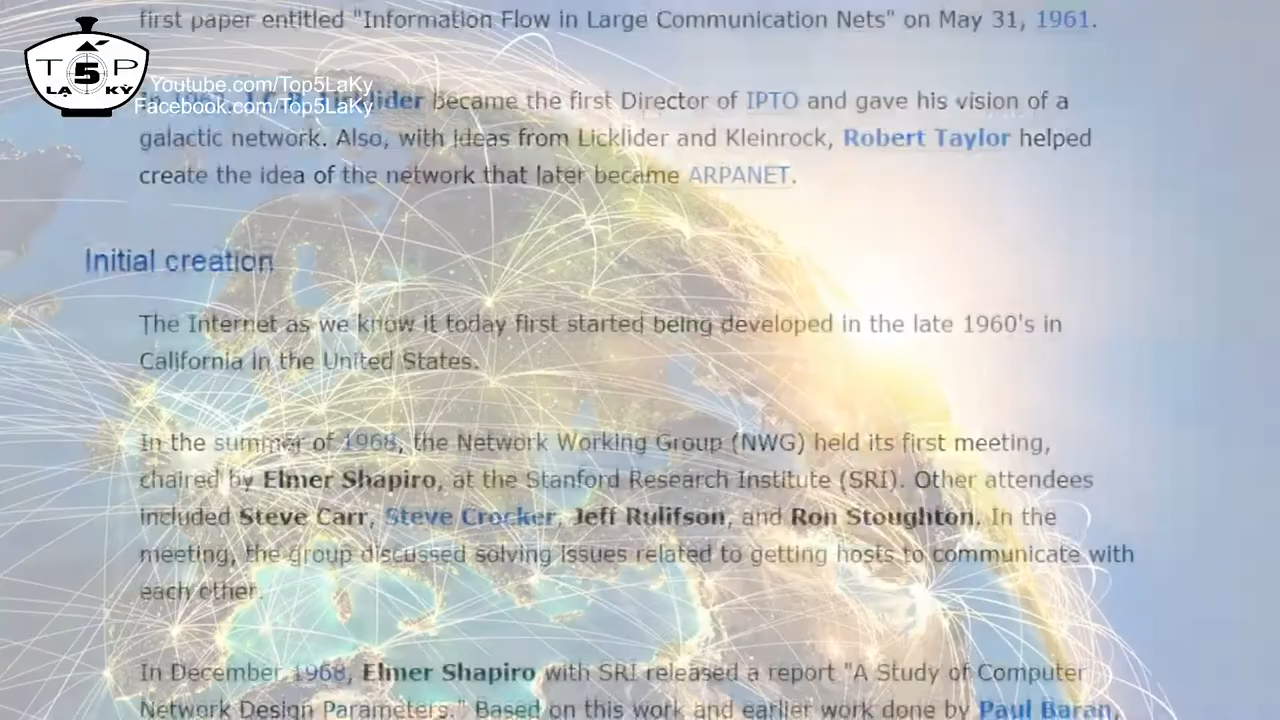 first paper entitled "Information Flow in Large Communication Nets" on May 31, 1961.
TOP
5
LẠ KỲ
Youtube.com/Top5LaKy
Facebook.com/Top5LaKy
became the first Director of IPTO and gave his vision of a
galactic network. Also, with ideas from Licklider and Kleinrock, Robert Taylor helped
create the idea of the network that later became ARPANET.
Initial creation
The Internet as we know it today first started being developed in the late 1960's in
California in the United States.
In the summer of 1968, the Network Working Group (NWG) held its first meeting,
chaired by Elmer Shapiro, at the Stanford Research Institute (SRI). Other attendees
included Steve Carr, Steve Crocker, Jeff Rulifson, and Ron Stoughton. In the
meeting, the group discussed solving issues related to getting hosts to communicate with
each other.
In December 1968, Elmer Shapiro with SRI released a report "A Study of Computer
Network Design Parameters." Based on this work and earlier work done by Paul Baran,